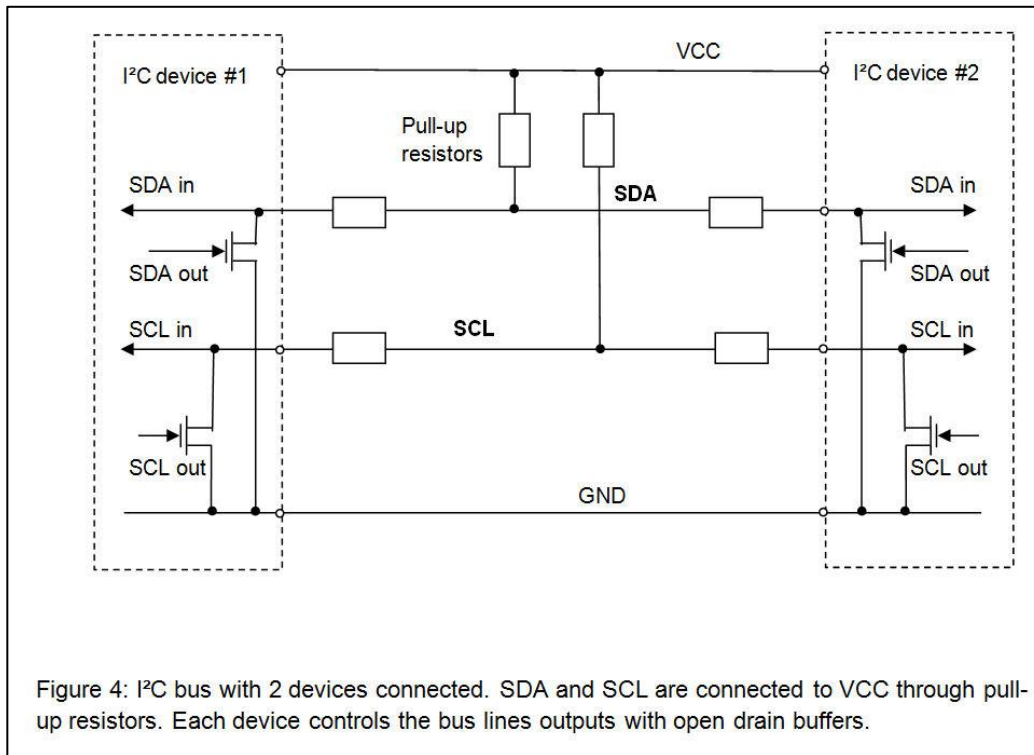 VCC
I²C device #1
I²C device #2
Pull-up
resistors
SDA in
SDA
SDA in
SDA out
SDA out
SCL in
SCL
SCL in
SCL out
SCL out
GND
Figure 4: I²C bus with 2 devices connected. SDA and SCL are connected to VCC through pull-
up resistors. Each device controls the bus lines outputs with open drain buffers.